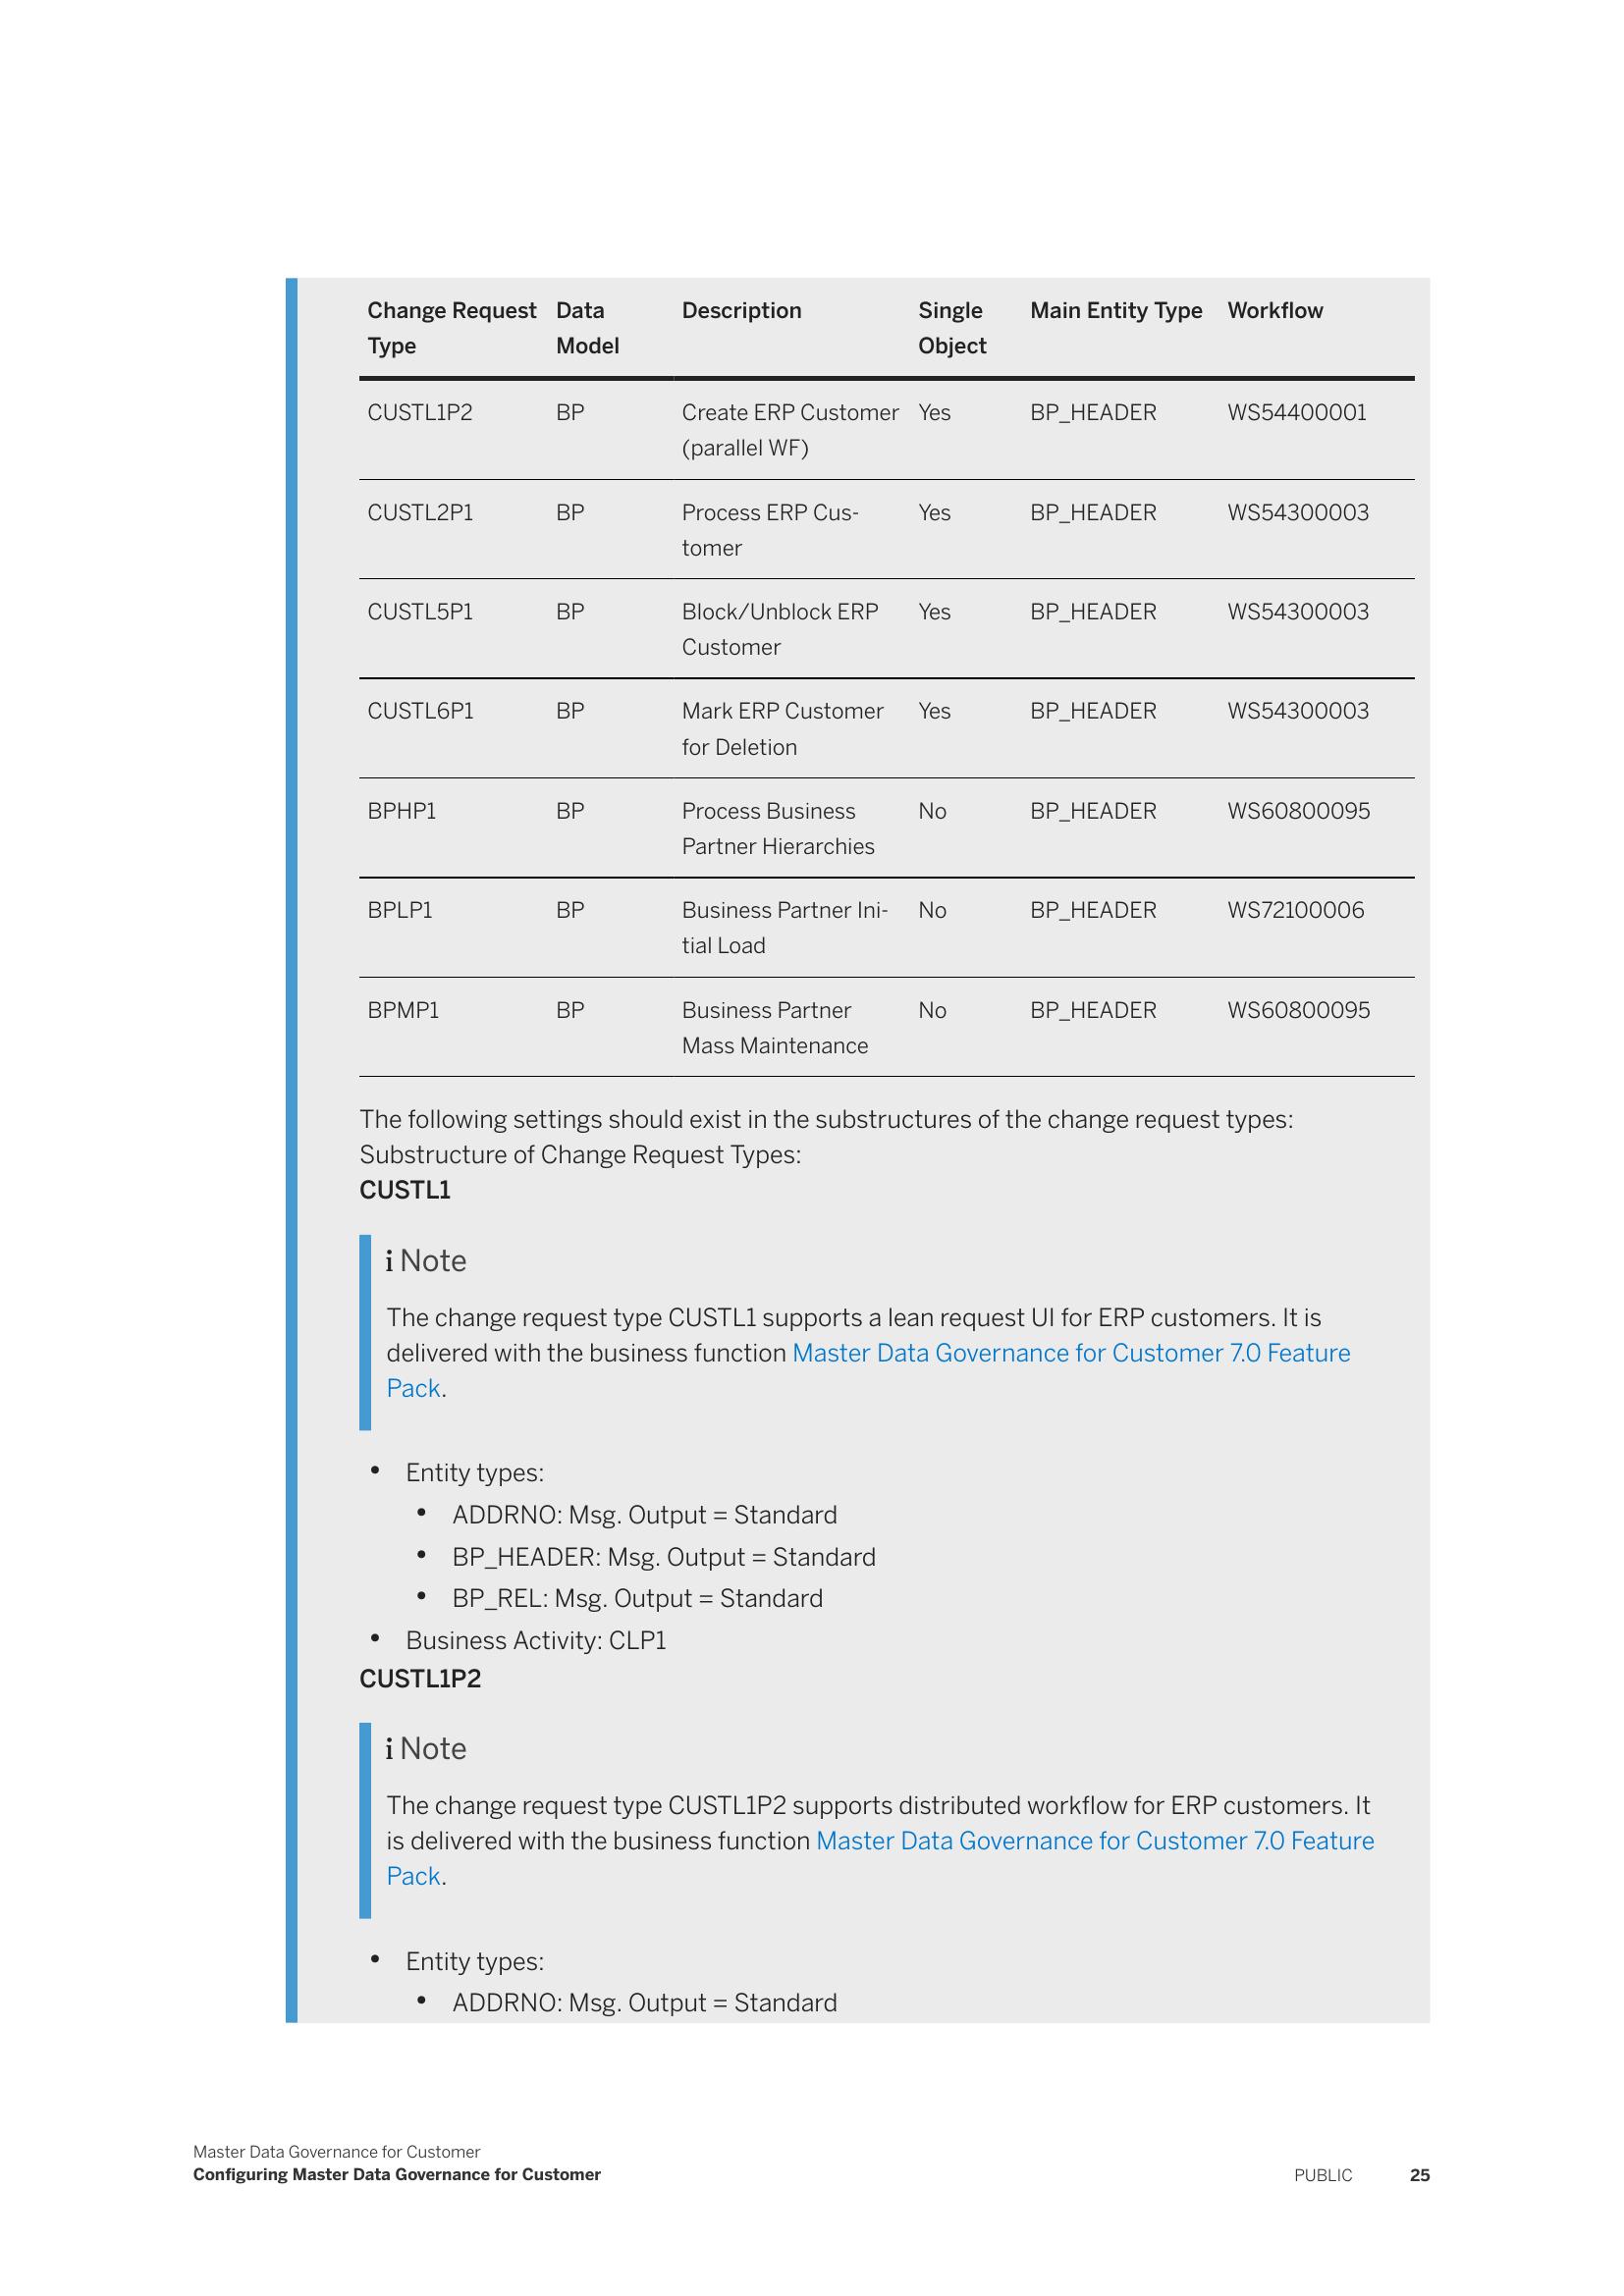 Change Request Type Data Model Description Single Object Main Entity Type Workflow
CUSTL1P2 BP Create ERP Customer (parallel WF) Yes BP_HEADER WS54400001
CUSTL2P1 BP Process ERP Cus-tomer Yes BP_HEADER WS54300003
CUSTL5P1 BP Block/Unblock ERP Customer Yes BP_HEADER WS54300003
CUSTL6P1 BP Mark ERP Customer for Deletion Yes BP_HEADER WS54300003
BPHP1 BP Process Business Partner Hierarchies No BP_HEADER WS60800095
BPLP1 BP Business Partner Ini-tial Load No BP_HEADER WS72100006
BPMP1 BP Business Partner Mass Maintenance No BP_HEADER WS60800095
The following settings should exist in the substructures of the change request types:
Substructure of Change Request Types:
CUSTL1
i Note
The change request type CUSTL1 supports a lean request UI for ERP customers. It is
delivered with the business function Master Data Governance for Customer 7.0 Feature
Pack.
• Entity types:
• ADDRNO: Msg. Output = Standard
• BP_HEADER: Msg. Output = Standard
• BP_REL: Msg. Output = Standard
• Business Activity: CLP1
CUSTL1P2
i Note
The change request type CUSTL1P2 supports distributed workflow for ERP customers. It
is delivered with the business function Master Data Governance for Customer 7.0 Feature
Pack.
• Entity types:
• ADDRNO: Msg. Output = Standard
Master Data Governance for Customer
Configuring Master Data Governance for Customer PUBLIC 25